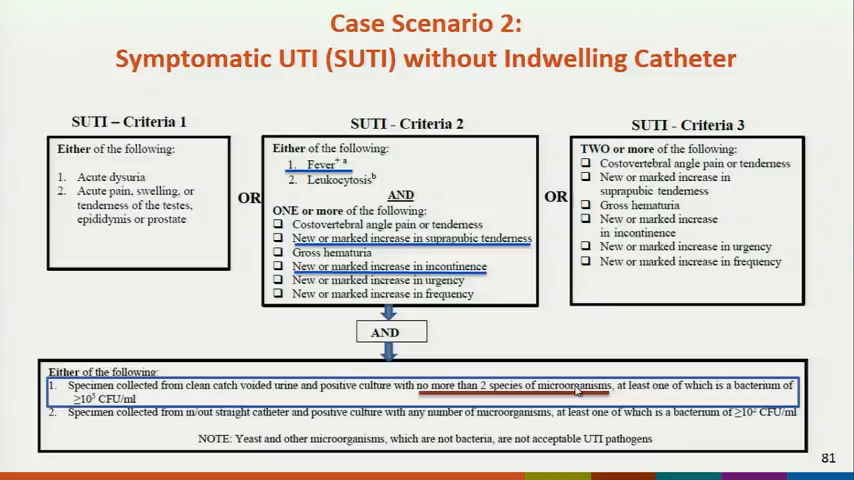 Case Scenario 2:
Symptomatic UTI (SUTI) without Indwelling Catheter
SUTI – Criteria 1
Either of the following:
1. Acute dysuria
2. Acute pain, swelling, or
tenderness of the testes,
epididymis or prostate
OR
SUTI - Criteria 2
Either of the following:
1. Fever+ a
2. Leukocytosisb
AND
ONE or more of the following:
❑ Costovertebral angle pain or tenderness
❑ New or marked increase in suprapubic tenderness
❑ Gross hematuria
❑ New or marked increase in incontinence
❑ New or marked increase in urgency
❑ New or marked increase in frequency
OR
SUTI - Criteria 3
TWO or more of the following:
❑ Costovertebral angle pain or tenderness
❑ New or marked increase in
suprapubic tenderness
❑ Gross hematuria
❑ New or marked increase
in incontinence
❑ New or marked increase in urgency
❑ New or marked increase in frequency
AND
Either of the following:
1. Specimen collected from clean catch voided urine and positive culture with no more than 2 species of microorganisms, at least one of which is a bacterium of
≥10⁵ CFU/ml
2. Specimen collected from in/out straight catheter and positive culture with any number of microorganisms, at least one of which is a bacterium of ≥10² CFU/ml
NOTE: Yeast and other microorganisms, which are not bacteria, are not acceptable UTI pathogens
81